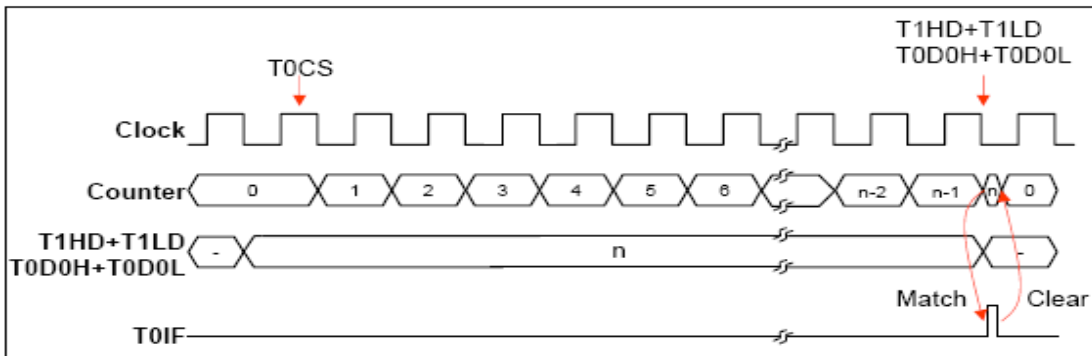 T1HD+T1LD
T0D0H+T0D0L
T0CS
Clock
Counter 0 1 2 3 4 5 6 n-2 n-1 n 0
T1HD+T1LD
T0D0H+T0D0L
- n -
Match Clear
T0IF